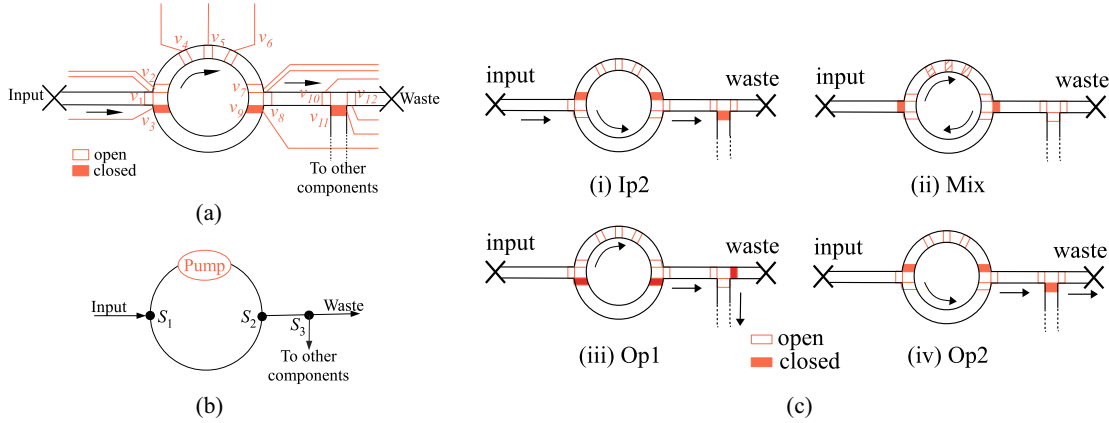 v4 v5 v6
v2
Input v1 v7 v10 v12 Waste
v3 v9 v8 v11
open
closed
To other
components
(a)
Pump
Input S1 S2 S3 Waste
To other
components
(b)
input waste
(i) Ip2
input waste
(ii) Mix
input waste
(iii) Op1
input waste
(iv) Op2
open
closed
(c)